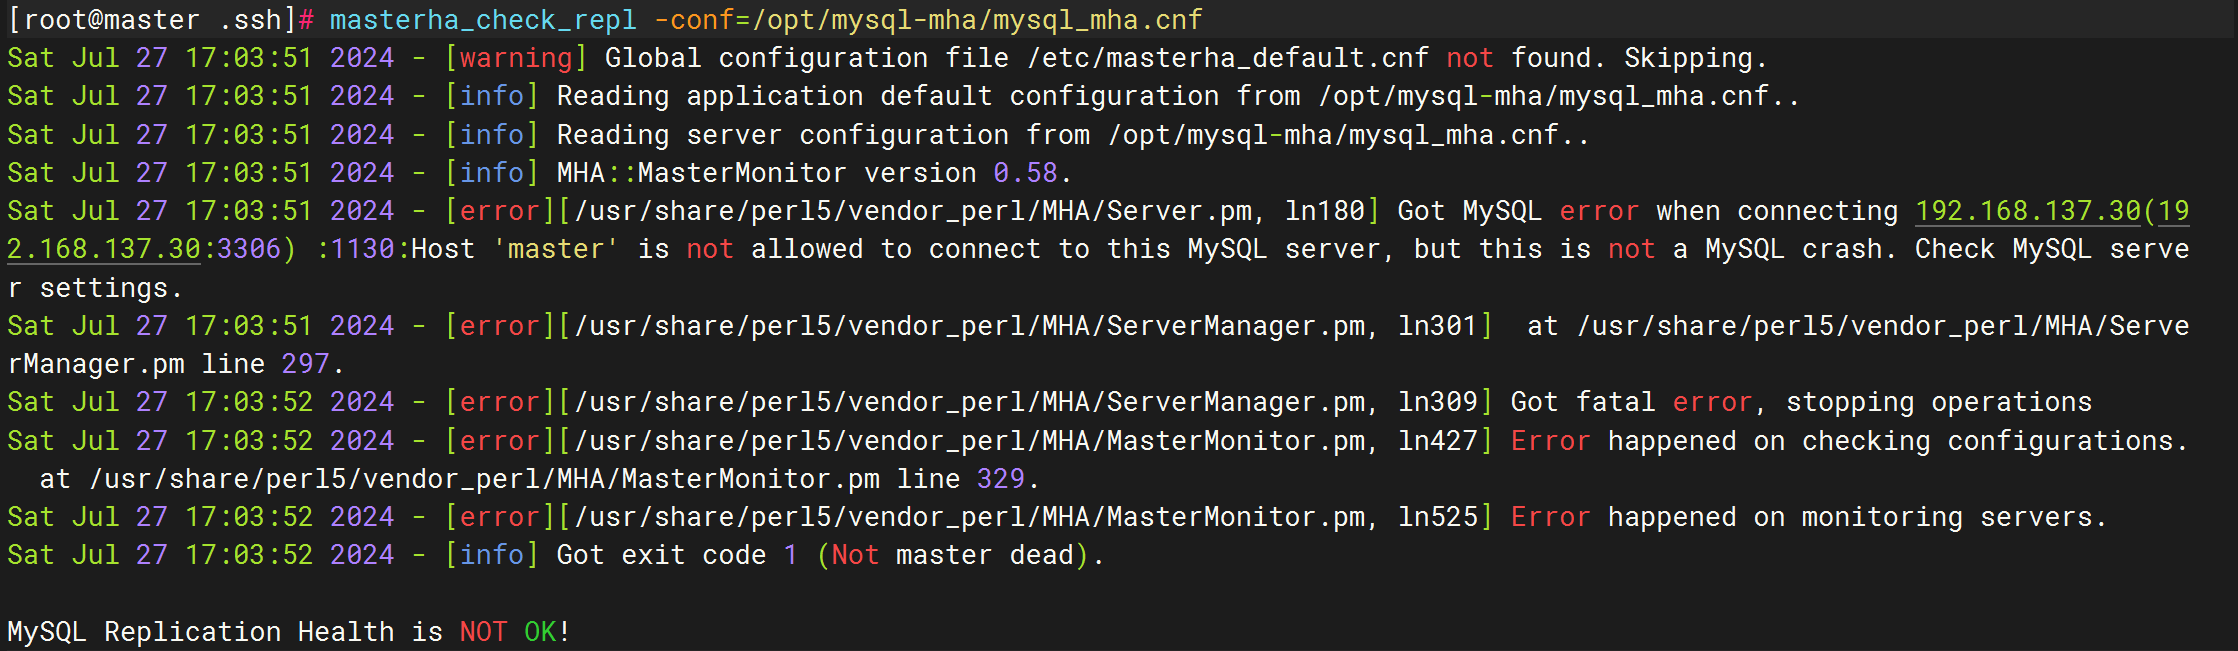 [root@master .ssh]# masterha_check_repl -conf=/opt/mysql-mha/mysql_mha.cnf
Sat Jul 27 17:03:51 2024 - [warning] Global configuration file /etc/masterha_default.cnf not found. Skipping.
Sat Jul 27 17:03:51 2024 - [info] Reading application default configuration from /opt/mysql-mha/mysql_mha.cnf..
Sat Jul 27 17:03:51 2024 - [info] Reading server configuration from /opt/mysql-mha/mysql_mha.cnf..
Sat Jul 27 17:03:51 2024 - [info] MHA::MasterMonitor version 0.58.
Sat Jul 27 17:03:51 2024 - [error][/usr/share/perl5/vendor_perl/MHA/Server.pm, ln180] Got MySQL error when connecting 192.168.137.30(19
2.168.137.30:3306) :1130:Host 'master' is not allowed to connect to this MySQL server, but this is not a MySQL crash. Check MySQL serve
r settings.
Sat Jul 27 17:03:51 2024 - [error][/usr/share/perl5/vendor_perl/MHA/ServerManager.pm, ln301]  at /usr/share/perl5/vendor_perl/MHA/Serve
rManager.pm line 297.
Sat Jul 27 17:03:52 2024 - [error][/usr/share/perl5/vendor_perl/MHA/ServerManager.pm, ln309] Got fatal error, stopping operations
Sat Jul 27 17:03:52 2024 - [error][/usr/share/perl5/vendor_perl/MHA/MasterMonitor.pm, ln427] Error happened on checking configurations.
  at /usr/share/perl5/vendor_perl/MHA/MasterMonitor.pm line 329.
Sat Jul 27 17:03:52 2024 - [error][/usr/share/perl5/vendor_perl/MHA/MasterMonitor.pm, ln525] Error happened on monitoring servers.
Sat Jul 27 17:03:52 2024 - [info] Got exit code 1 (Not master dead).

MySQL Replication Health is NOT OK!